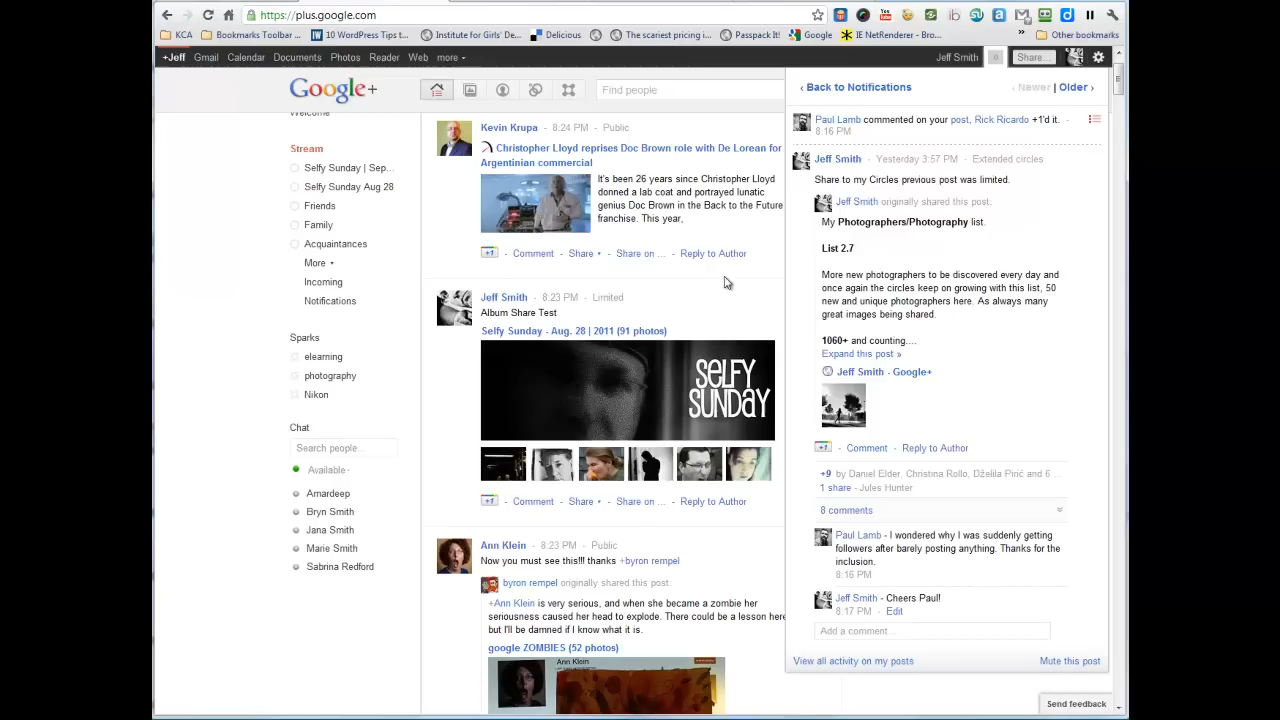 https://plus.google.com
KCA
Bookmarks Toolbar ...
10 WordPress Tips t...
Institute for Girls' De...
Delicious
The scariest pricing i...
Passpack It!
Google
IE NetRenderer - Bro...
»
Other bookmarks
+Jeff Gmail Calendar Documents Photos Reader Web more
Jeff Smith 0 Share...
Google+
Find people
Welcome
Stream
Selfy Sunday | Sep...
Selfy Sunday Aug 28
Friends
Family
Acquaintances
More
Incoming
Notifications
Sparks
elearning
photography
Nikon
Chat
Search people...
Available
Amardeep
Bryn Smith
Jana Smith
Marie Smith
Sabrina Redford
Kevin Krupa - 8:24 PM - Public
Christopher Lloyd reprises Doc Brown role with De Lorean for
Argentinian commercial
It's been 26 years since Christopher Lloyd
donned a lab coat and portrayed lunatic
genius Doc Brown in the Back to the Future
franchise. This year,
+1 - Comment - Share - Share on ... - Reply to Author
Jeff Smith - 8:23 PM - Limited
Album Share Test
Selfy Sunday - Aug. 28 | 2011 (91 photos)
SELFY
SUNDAY
+1 - Comment - Share - Share on ... - Reply to Author
Ann Klein - 8:23 PM - Public
Now you must see this!!! thanks +byron rempel
byron rempel originally shared this post:
+Ann Klein is very serious, and when she became a zombie her
seriousness caused her head to explode. There could be a lesson here
but I'll be damned if I know what it is.
google ZOMBIES (52 photos)
Ann Klein
‹ Back to Notifications
‹ Newer | Older ›
Paul Lamb commented on your post, Rick Ricardo +1'd it. -
8:16 PM
Jeff Smith - Yesterday 3:57 PM - Extended circles
Share to my Circles previous post was limited.
Jeff Smith originally shared this post:
My Photographers/Photography list.
List 2.7
More new photographers to be discovered every day and
once again the circles keep on growing with this list, 50
new and unique photographers here. As always many
great images being shared.
1060+ and counting....
Expand this post »
Jeff Smith - Google+
+1 - Comment - Reply to Author
+9 by Daniel Elder, Christina Rollo, Dželila Pirić and 6 ...
1 share - Jules Hunter
8 comments
Paul Lamb - I wondered why I was suddenly getting
followers after barely posting anything. Thanks for the
inclusion.
8:16 PM
Jeff Smith - Cheers Paul!
8:17 PM - Edit
Add a comment...
View all activity on my posts
Mute this post
Send feedback